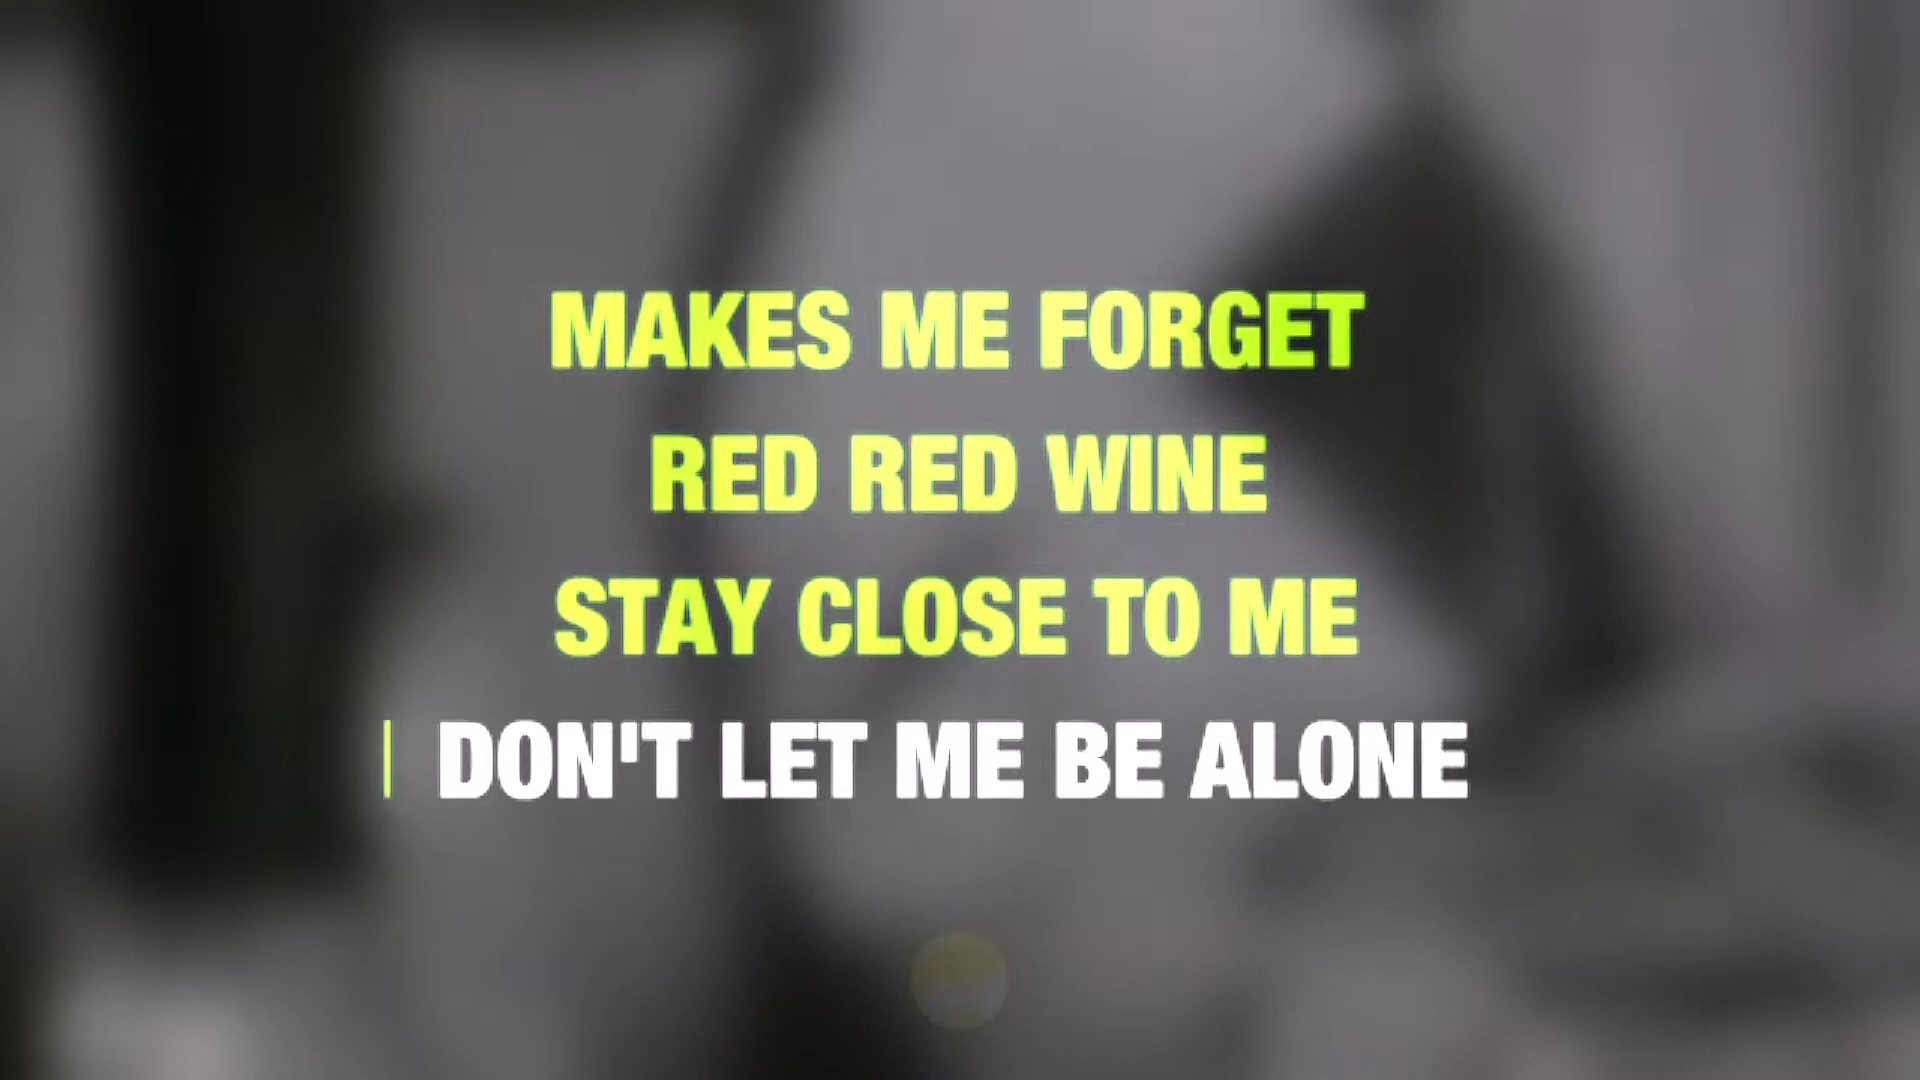 MAKES ME FORGET
RED RED WINE
STAY CLOSE TO ME
DON'T LET ME BE ALONE